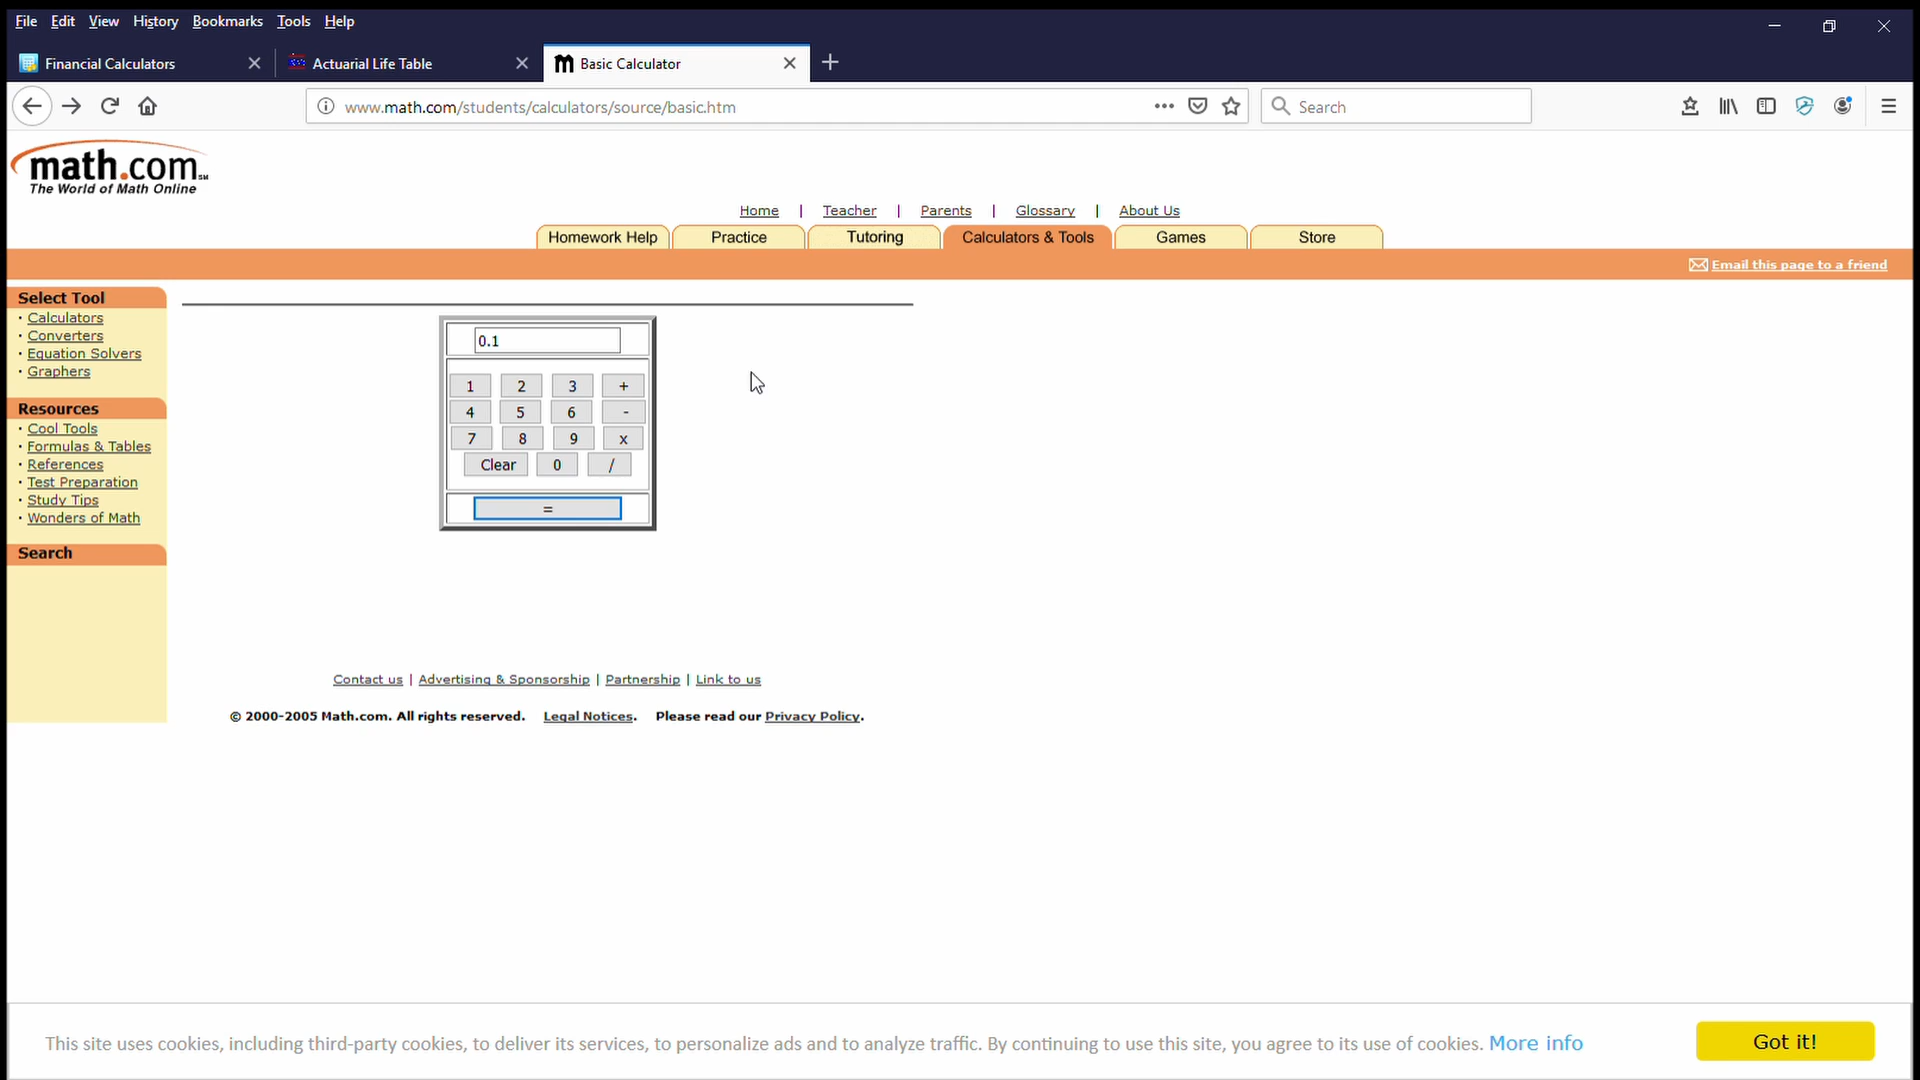 File Edit View History Bookmarks Tools Help
Financial Calculators
Actuarial Life Table
Basic Calculator
www.math.com/students/calculators/source/basic.htm
Search
math.com SM
The World of Math Online
Home | Teacher | Parents | Glossary | About Us
Homework Help Practice Tutoring Calculators & Tools Games Store
Email this page to a friend
Select Tool
· Calculators
· Converters
· Equation Solvers
· Graphers
Resources
· Cool Tools
· Formulas & Tables
· References
· Test Preparation
· Study Tips
· Wonders of Math
Search
0.1
1 2 3 +
4 5 6 -
7 8 9 x
Clear 0 /
=
Contact us | Advertising & Sponsorship | Partnership | Link to us
© 2000-2005 Math.com. All rights reserved. Legal Notices. Please read our Privacy Policy.
This site uses cookies, including third-party cookies, to deliver its services, to personalize ads and to analyze traffic. By continuing to use this site, you agree to its use of cookies. More info
Got it!